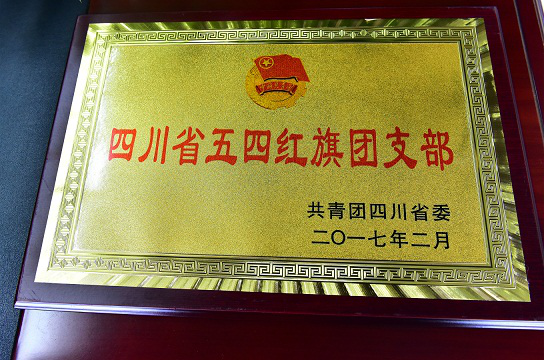 四川省五四红旗团支部
共青团四川省委
二〇一七年二月